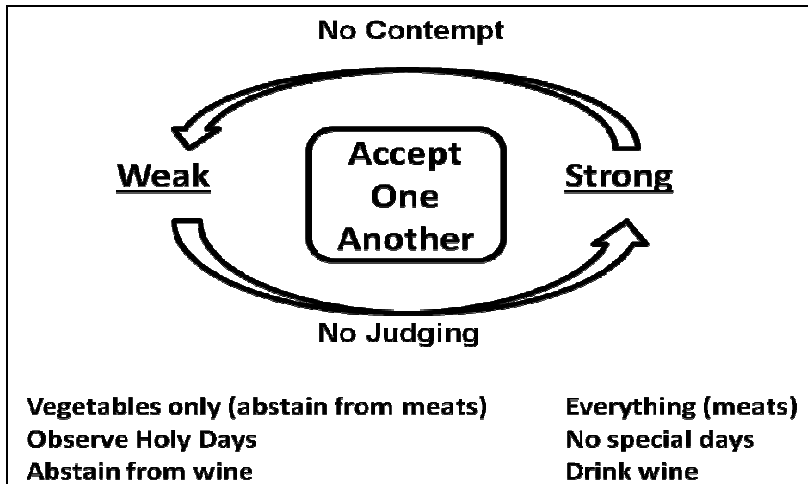 No Contempt
Weak
Accept
One
Another
Strong
No Judging
Vegetables only (abstain from meats)
Observe Holy Days
Abstain from wine
Everything (meats)
No special days
Drink wine